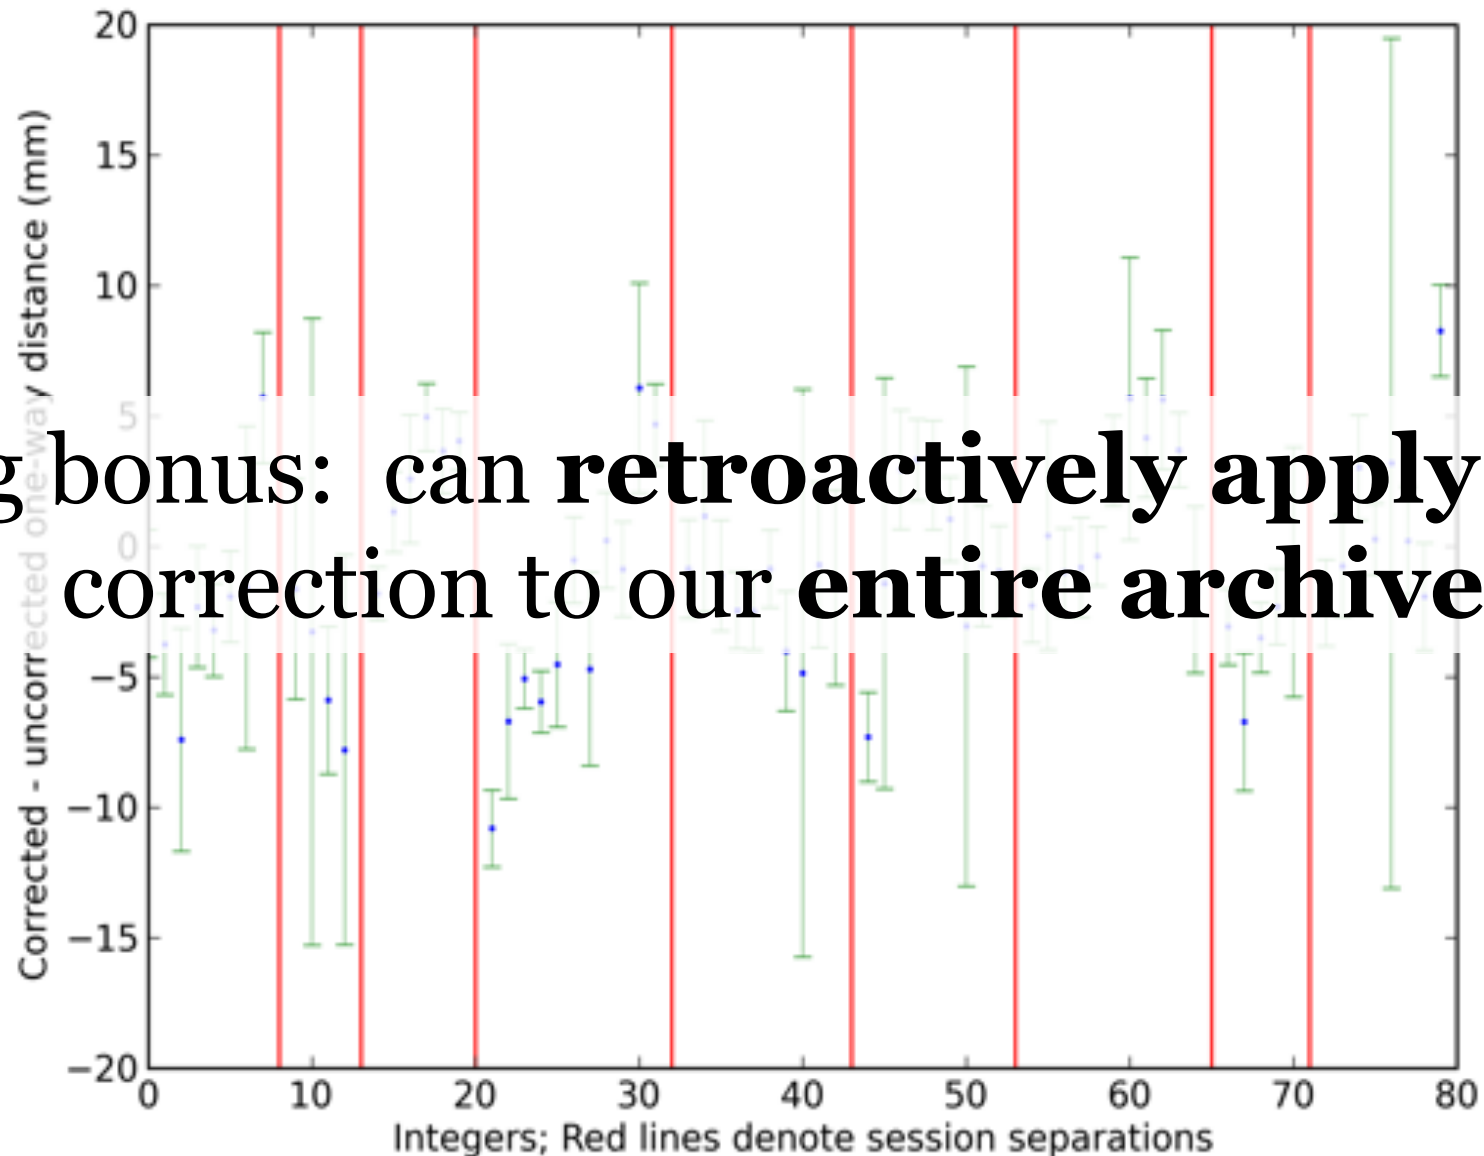 20
15
10
5
0
−5
−10
−15
−20
Corrected - uncorrected one-way distance (mm)
g bonus: can retroactively apply
correction to our entire archive
0 10 20 30 40 50 60 70 80
Integers; Red lines denote session separations